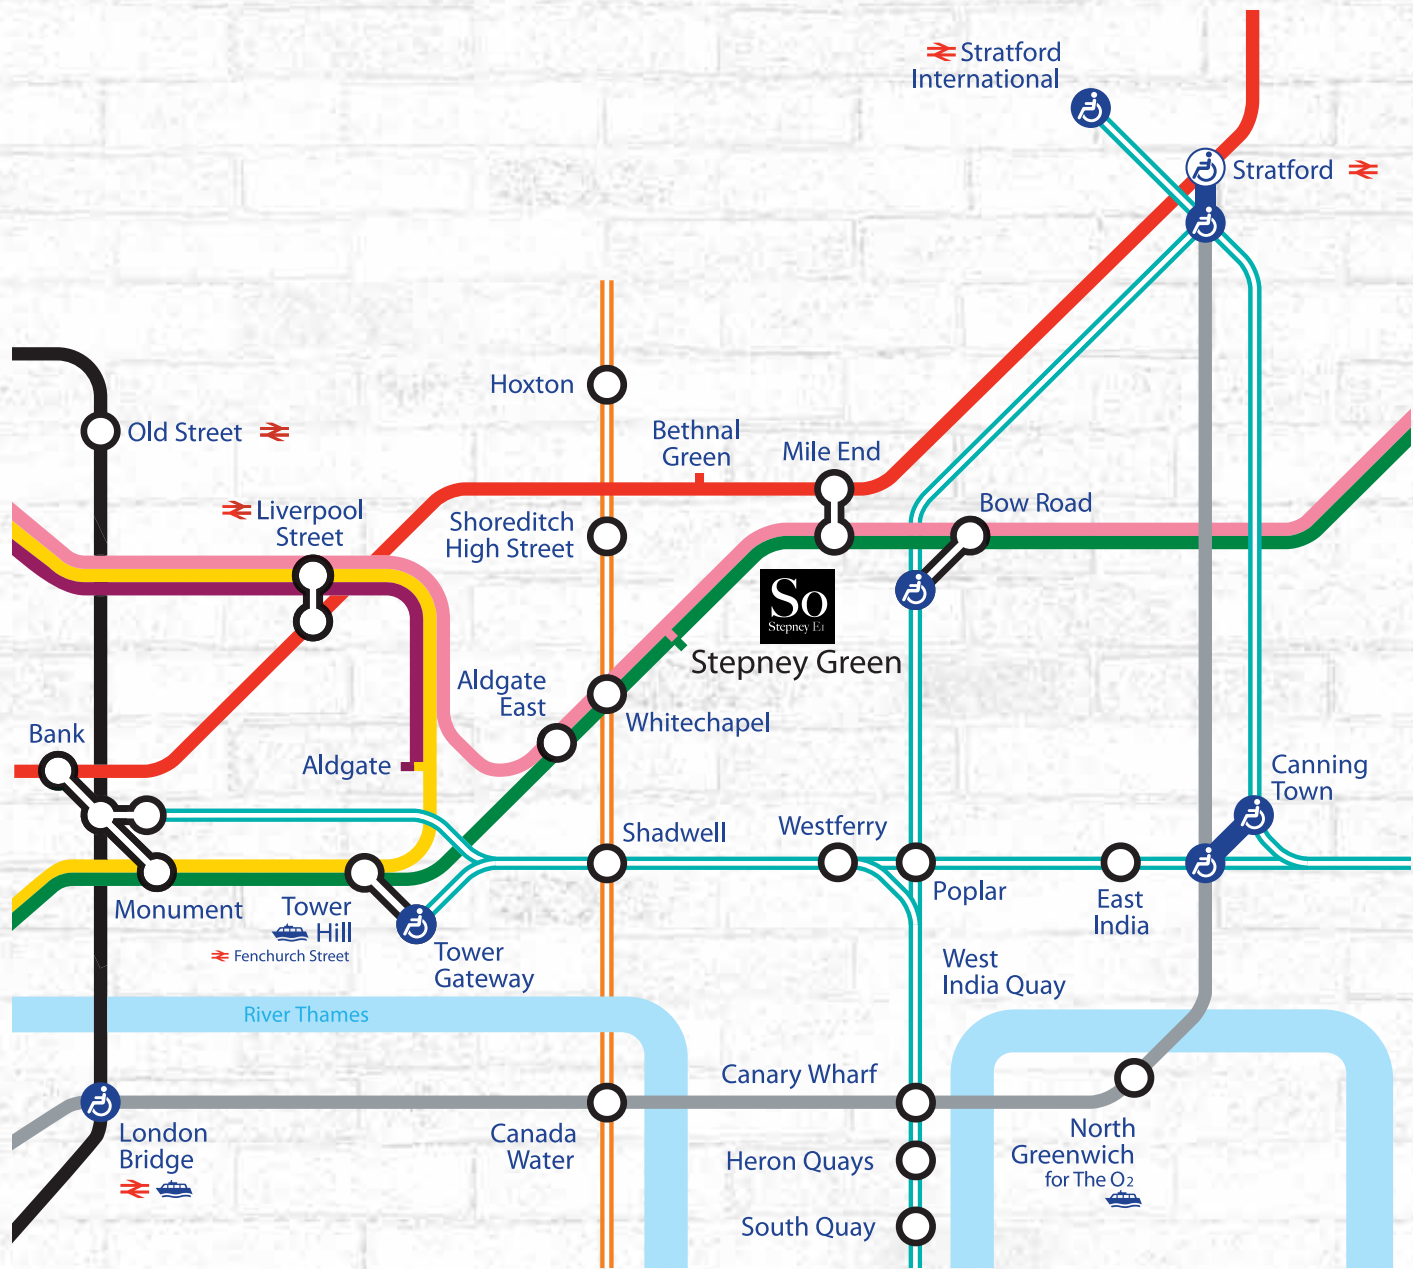 Stratford
International
Stratford
Hoxton
Old Street
Bethnal
Green
Mile End
Liverpool
Street
Shoreditch
High Street
Bow Road
So
Stepney E1
Stepney Green
Aldgate
East
Whitechapel
Bank
Aldgate
Canning
Town
Shadwell
Westferry
Monument
Tower
Hill
Fenchurch Street
Poplar
East
India
Tower
Gateway
West
India Quay
River Thames
Canary Wharf
London
Bridge
Canada
Water
North
Greenwich
for The O2
Heron Quays
South Quay